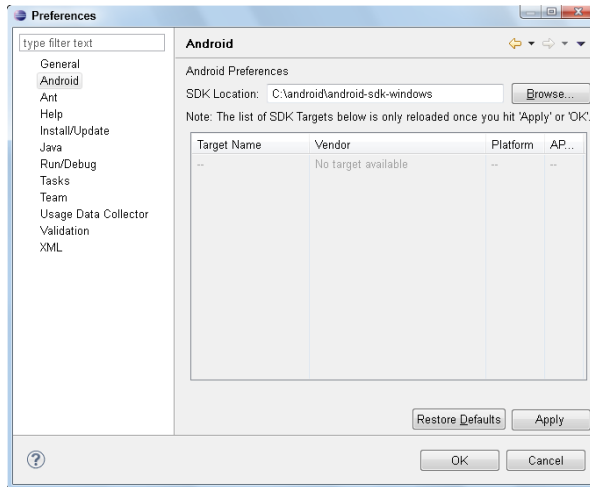 Preferences
type filter text
General
Android
Ant
Help
Install/Update
Java
Run/Debug
Tasks
Team
Usage Data Collector
Validation
XML
Android
Android Preferences
SDK Location: C:\android\android-sdk-windows Browse...
Note: The list of SDK Targets below is only reloaded once you hit 'Apply' or 'OK'.
Target Name Vendor Platform AP...
-- No target available -- --
Restore Defaults Apply
? OK Cancel